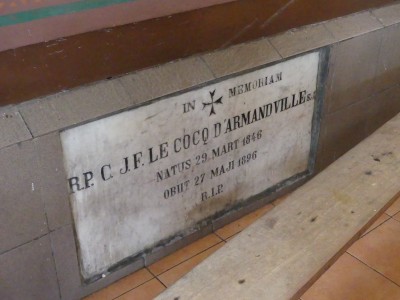 IN MEMORIAM
R.P. C. J.F. LE COCQ D'ARMANDVILLE S.J.
NATUS 29 MART 1846
OBIIT 27 MAJI 1896
R.I.P.